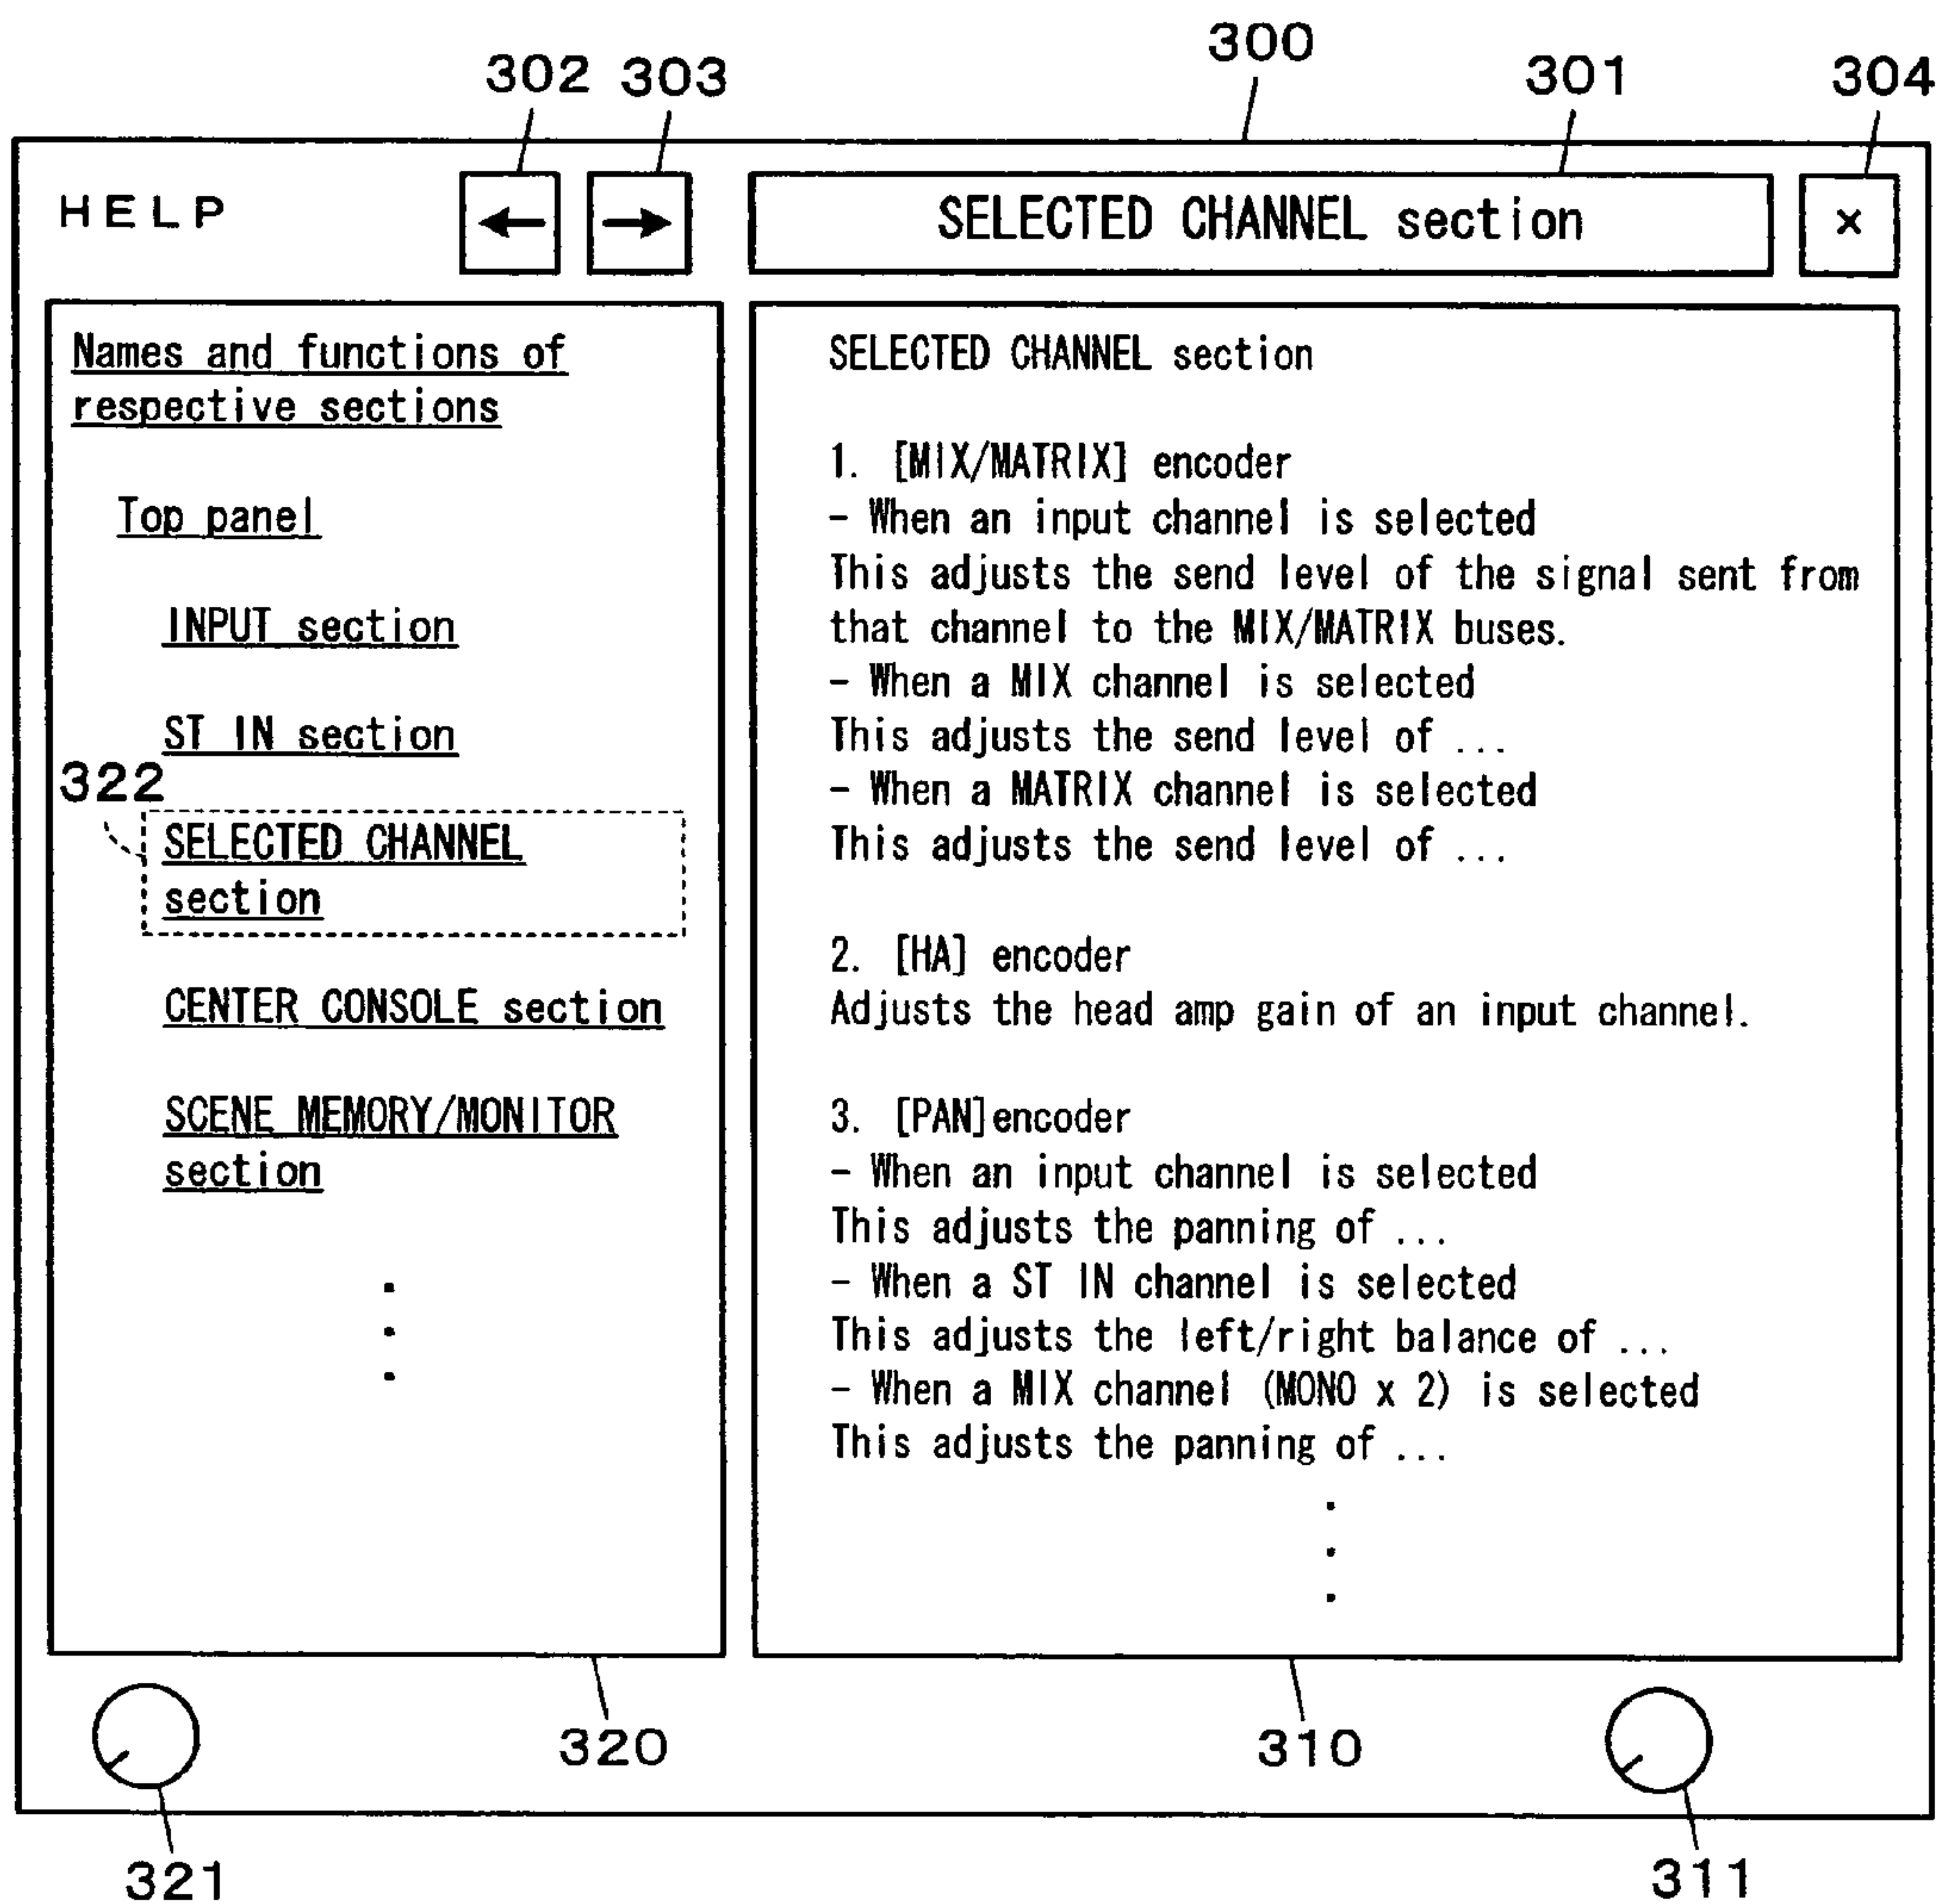 300
302 303 301 304
HELP
← →
SELECTED CHANNEL section
×
Names and functions of
respective sections
Top panel
INPUT section
ST IN section
322
SELECTED CHANNEL
section
CENTER CONSOLE section
SCENE MEMORY/MONITOR
section
SELECTED CHANNEL section
1. [MIX/MATRIX] encoder
- When an input channel is selected
This adjusts the send level of the signal sent from
that channel to the MIX/MATRIX buses.
- When a MIX channel is selected
This adjusts the send level of ...
- When a MATRIX channel is selected
This adjusts the send level of ...
2. [HA] encoder
Adjusts the head amp gain of an input channel.
3. [PAN]encoder
- When an input channel is selected
This adjusts the panning of ...
- When a ST IN channel is selected
This adjusts the left/right balance of ...
- When a MIX channel (MONO x 2) is selected
This adjusts the panning of ...
320 310
321 311